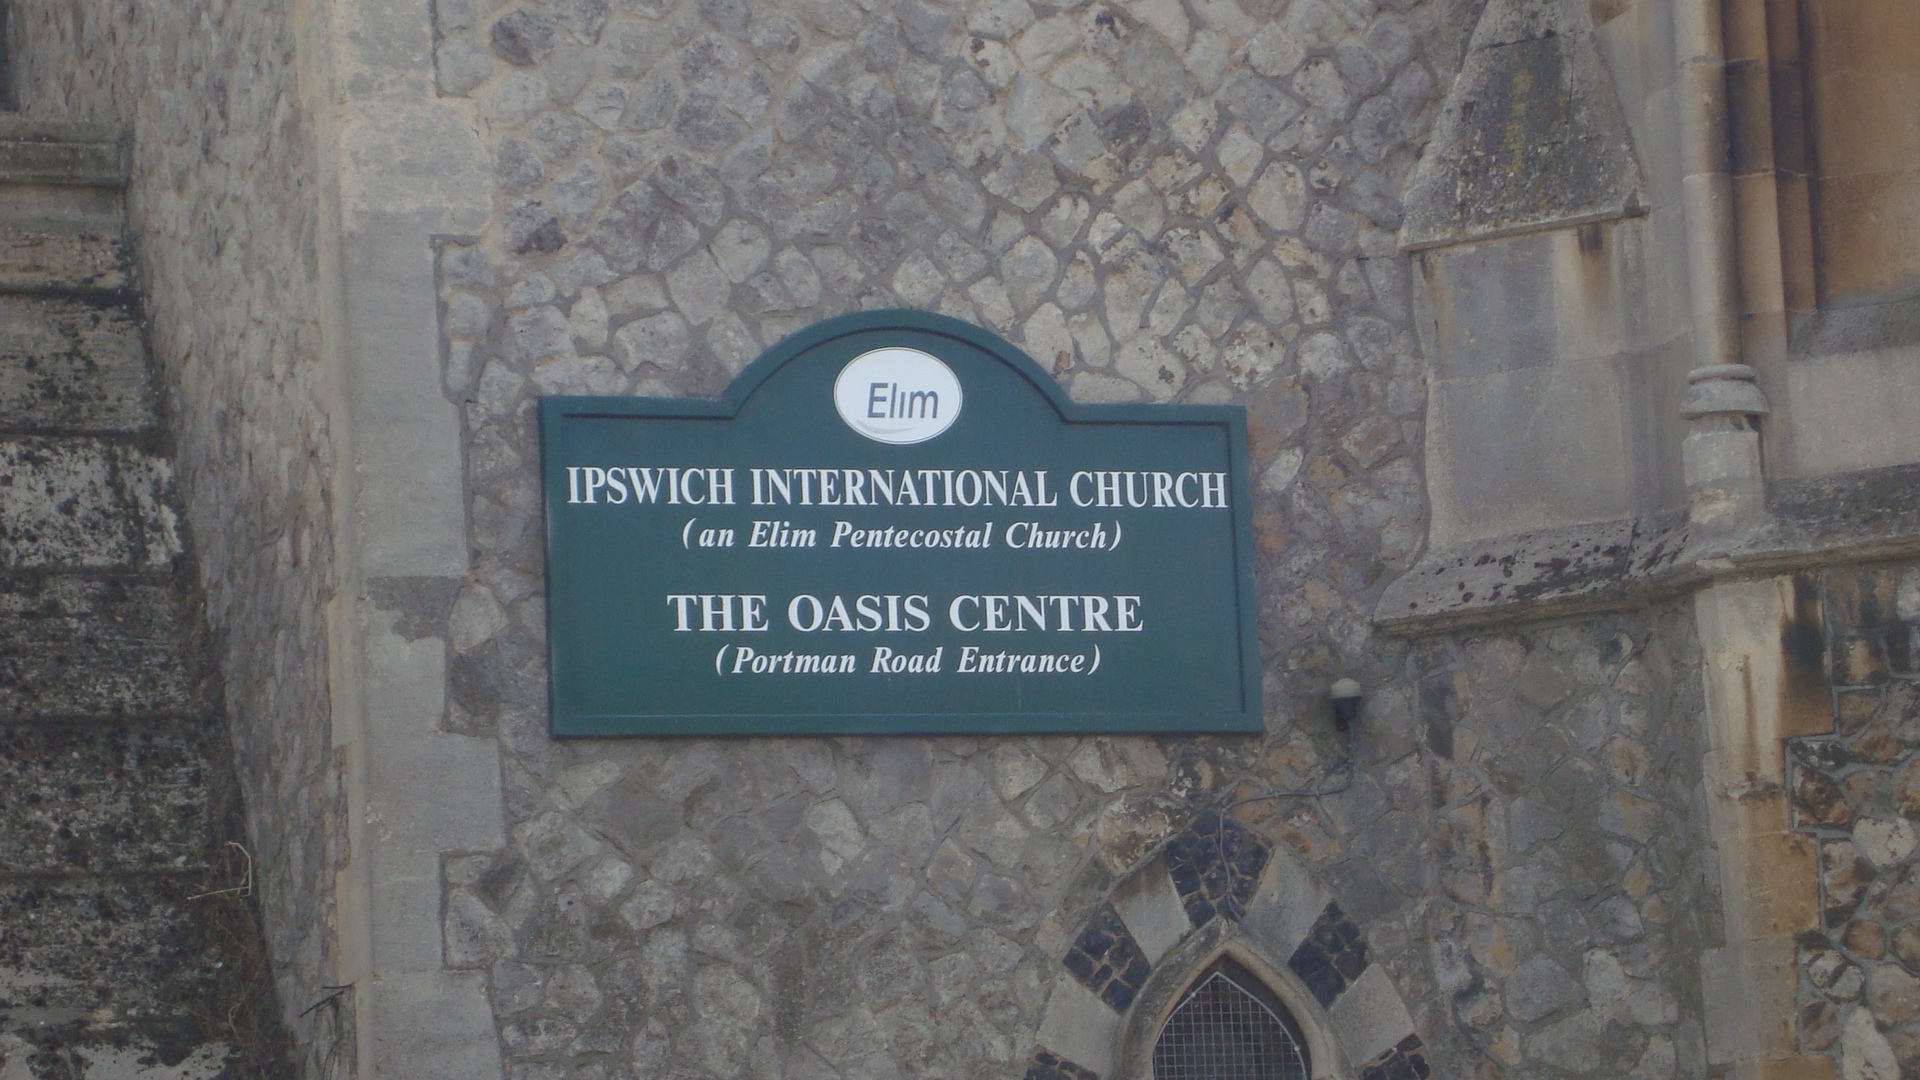 Elim
IPSWICH INTERNATIONAL CHURCH
(an Elim Pentecostal Church)
THE OASIS CENTRE
(Portman Road Entrance)